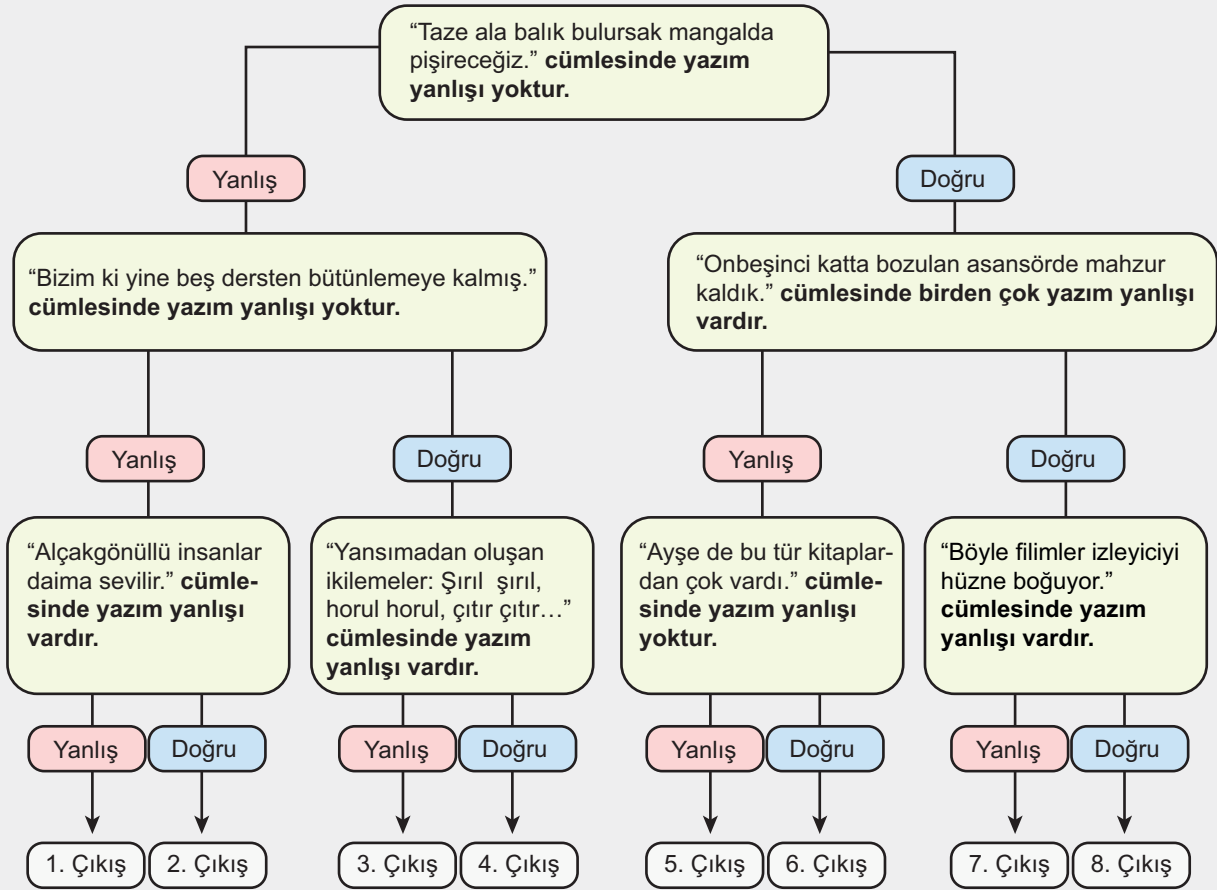 “Taze ala balık bulursak mangalda
pişireceğiz.” cümlesinde yazım
yanlışı yoktur.
Yanlış
Doğru
“Bizim ki yine beş dersten bütünlemeye kalmış.”
cümlesinde yazım yanlışı yoktur.
“Onbeşinci katta bozulan asansörde mahzur
kaldık.” cümlesinde birden çok yazım yanlışı
vardır.
Yanlış
Doğru
Yanlış
Doğru
“Alçakgönüllü insanlar
daima sevilir.” cümle-
sinde yazım yanlışı
vardır.
“Yansımadan oluşan
ikilemeler: Şırıl şırıl,
horul horul, çıtır çıtır…”
cümlesinde yazım
yanlışı vardır.
“Ayşe de bu tür kitaplar-
dan çok vardı.” cümle-
sinde yazım yanlışı
yoktur.
“Böyle filimler izleyiciyi
hüzne boğuyor.”
cümlesinde yazım
yanlışı vardır.
Yanlış
Doğru
Yanlış
Doğru
Yanlış
Doğru
Yanlış
Doğru
1. Çıkış
2. Çıkış
3. Çıkış
4. Çıkış
5. Çıkış
6. Çıkış
7. Çıkış
8. Çıkış